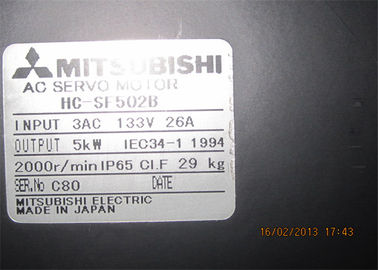 MITSUBISHI
AC SERVO MOTOR
HC-SF502B
INPUT 3AC 133V 26A
OUTPUT 5kW IEC34-1 1994
2000r/min IP65 CI.F 29 kg
SER.No C80 DATE
MITSUBISHI ELECTRIC
MADE IN JAPAN
16/02/2013 17:43